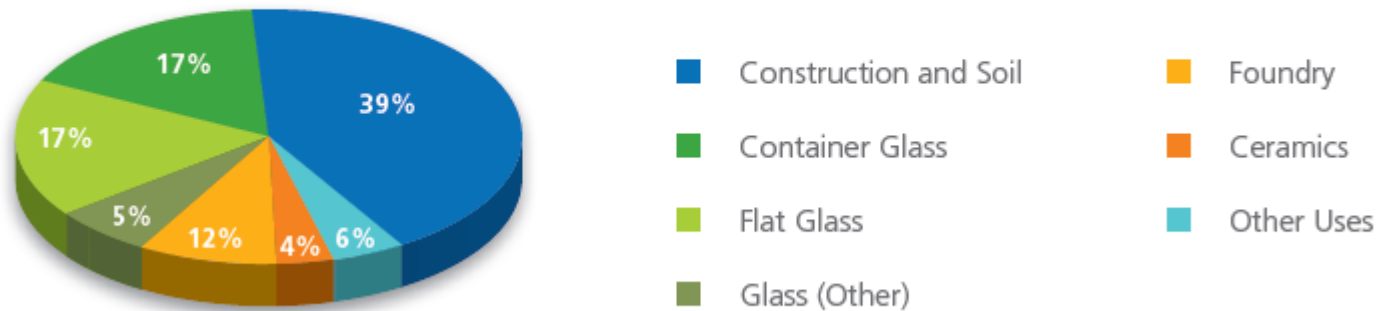 17%
39%
17%
5%
12%
4%
6%
Construction and Soil
Container Glass
Flat Glass
Glass (Other)
Foundry
Ceramics
Other Uses